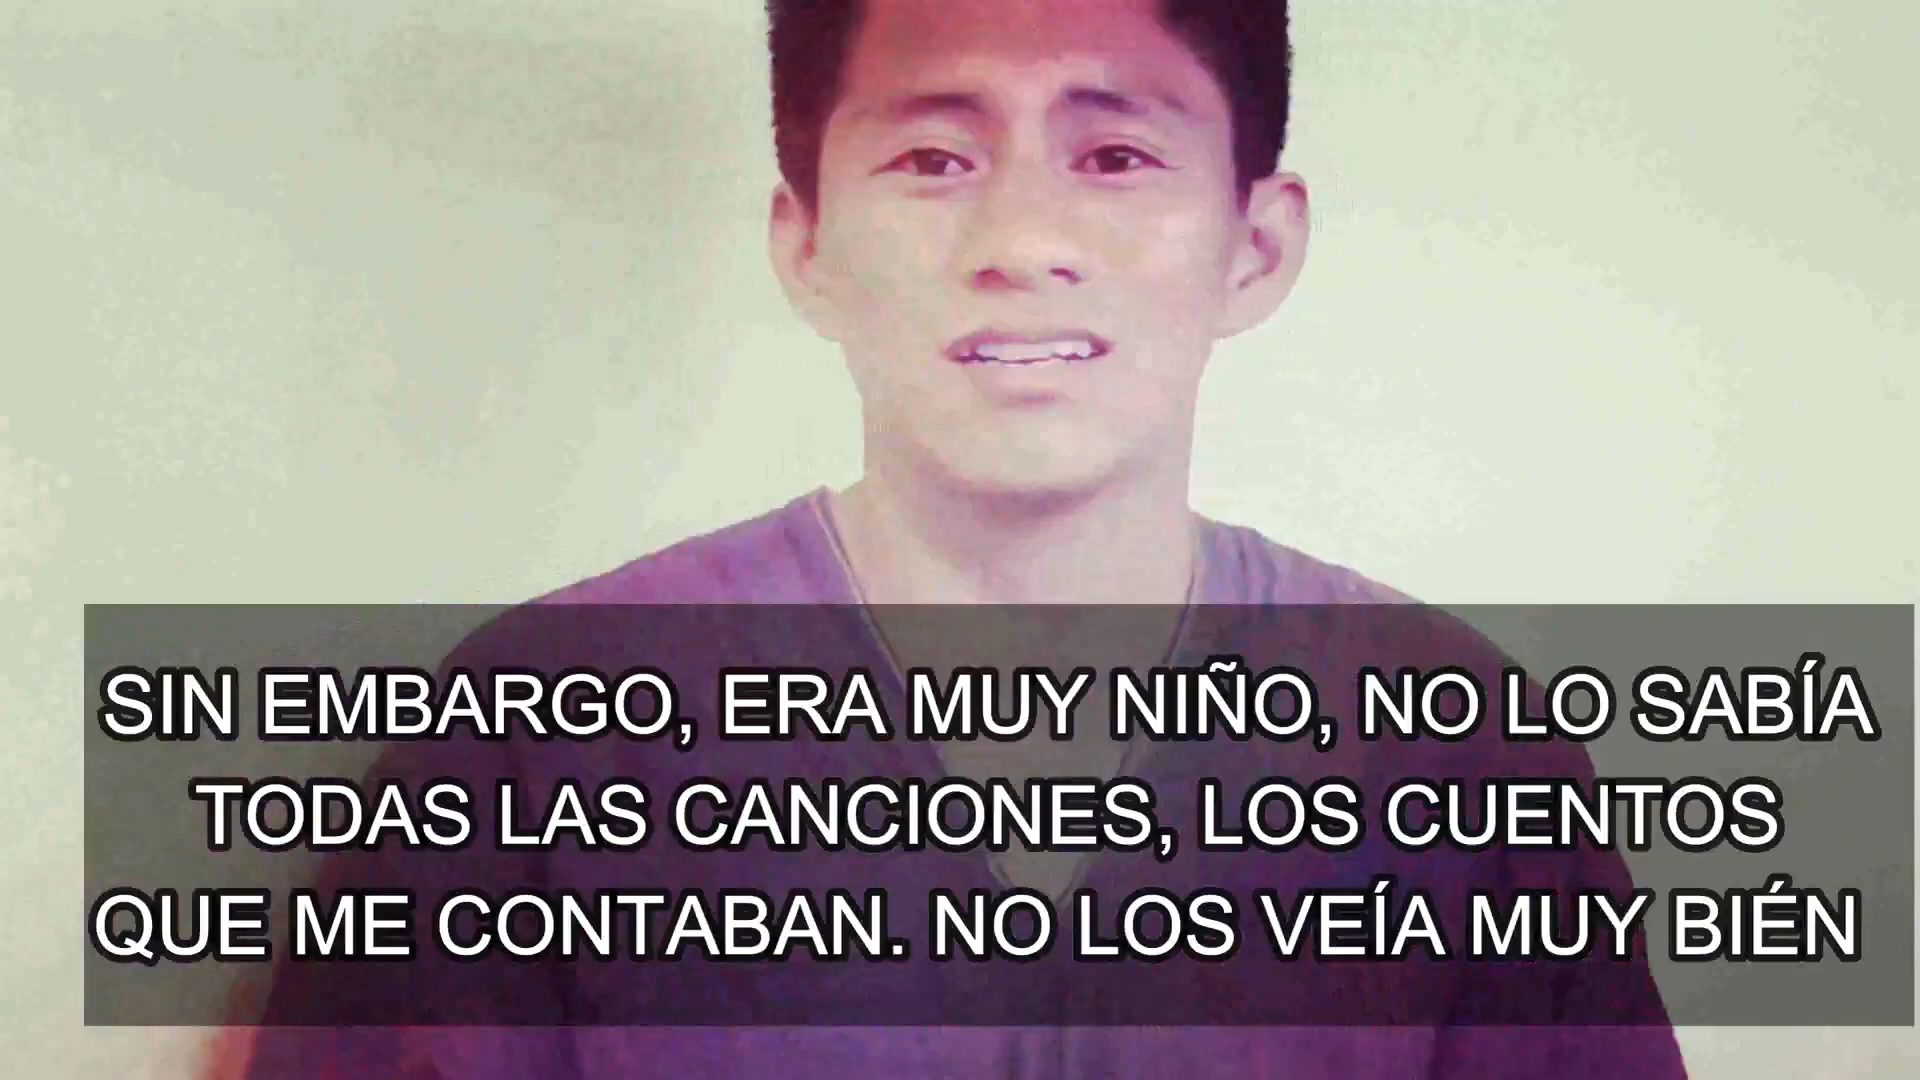 SIN EMBARGO, ERA MUY NIÑO, NO LO SABÍA
TODAS LAS CANCIONES, LOS CUENTOS
QUE ME CONTABAN. NO LOS VEÍA MUY BIÉN